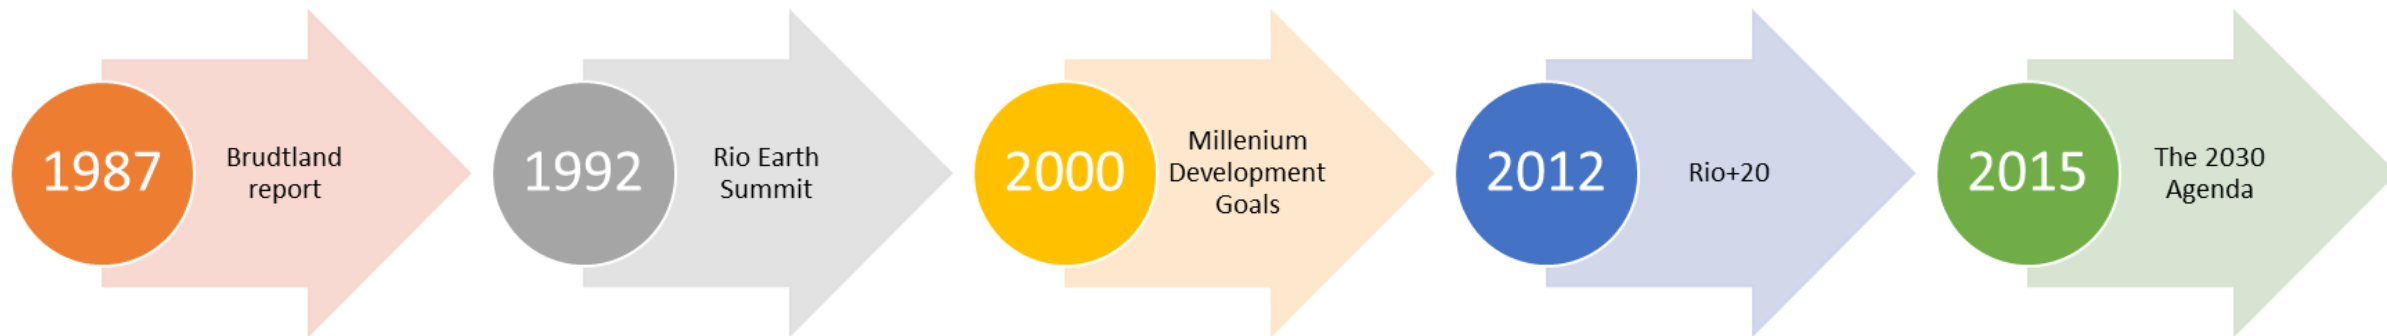 1987
Brudtland
report
1992
Rio Earth
Summit
2000
Millenium
Development
Goals
2012
Rio+20
2015
The 2030
Agenda